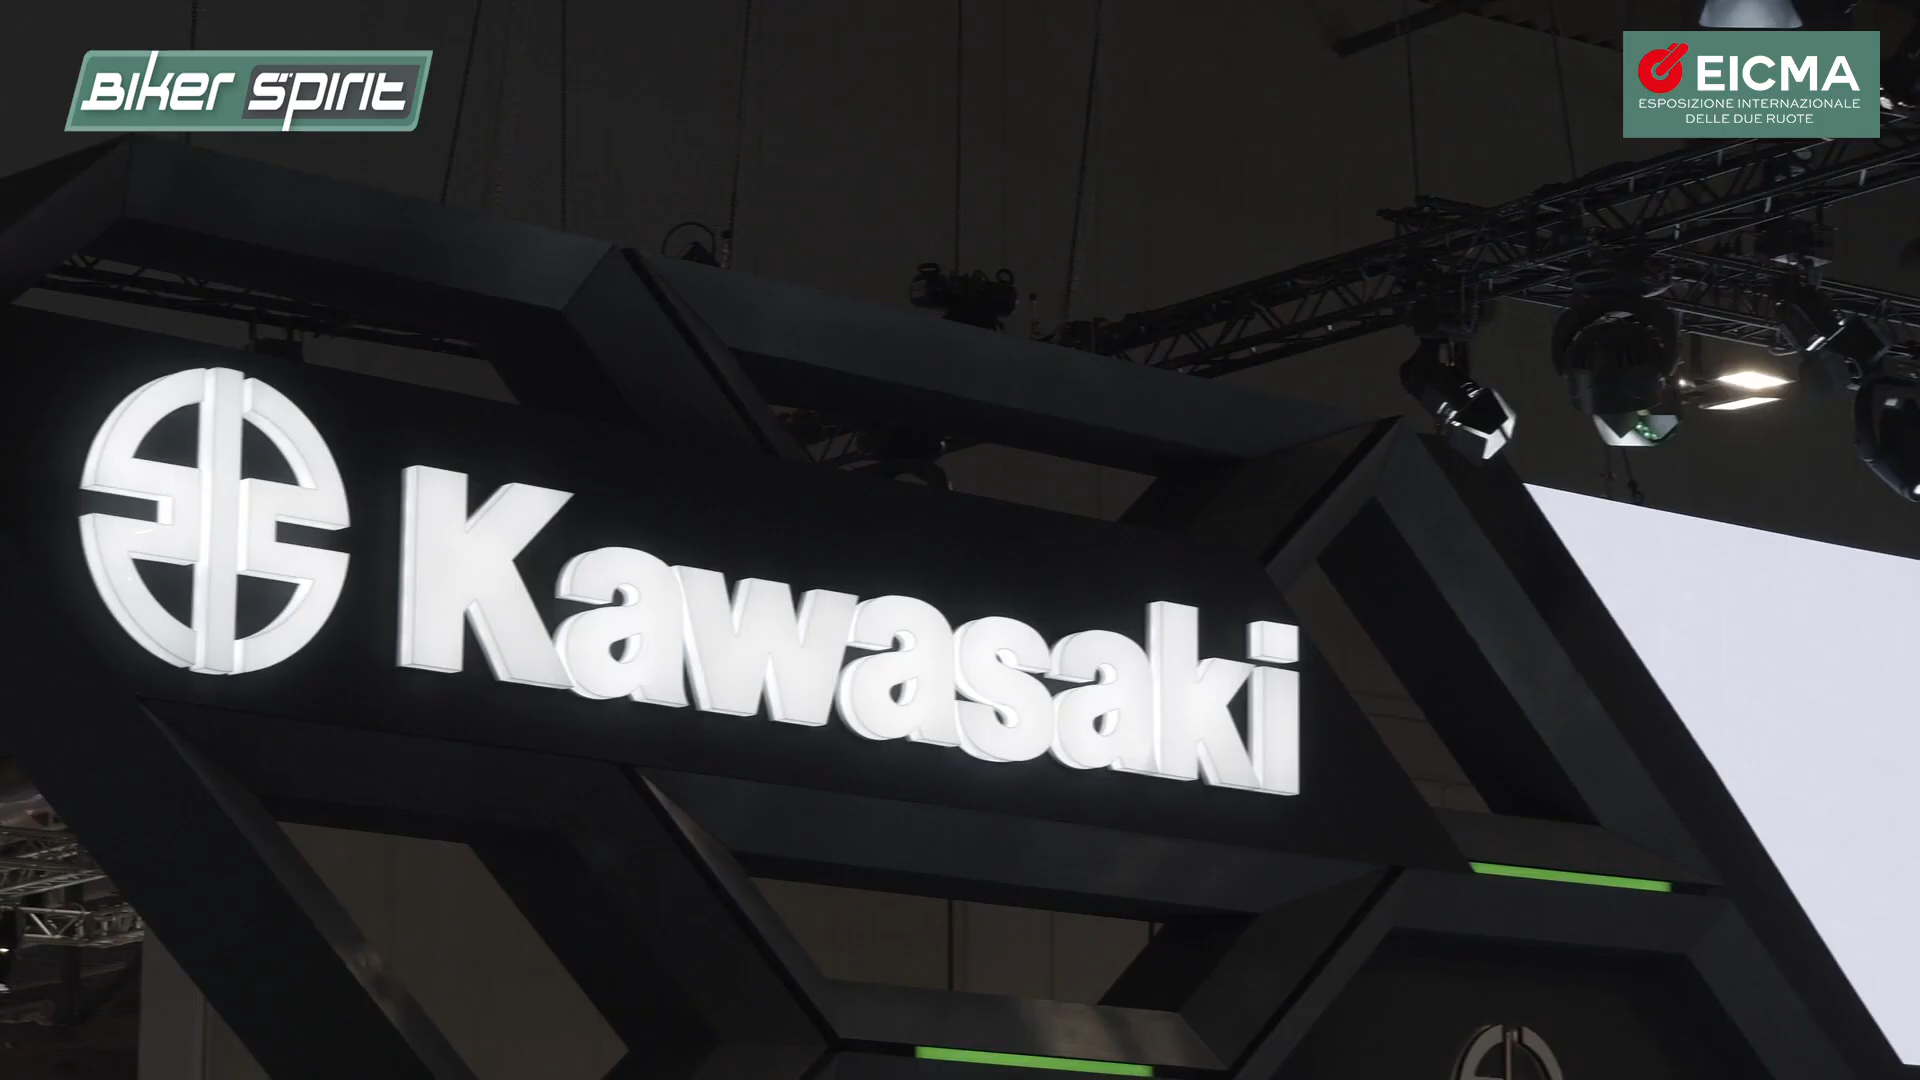 Biker Spirit
EICMA
ESPOSIZIONE INTERNAZIONALE
DELLE DUE RUOTE
Kawasaki